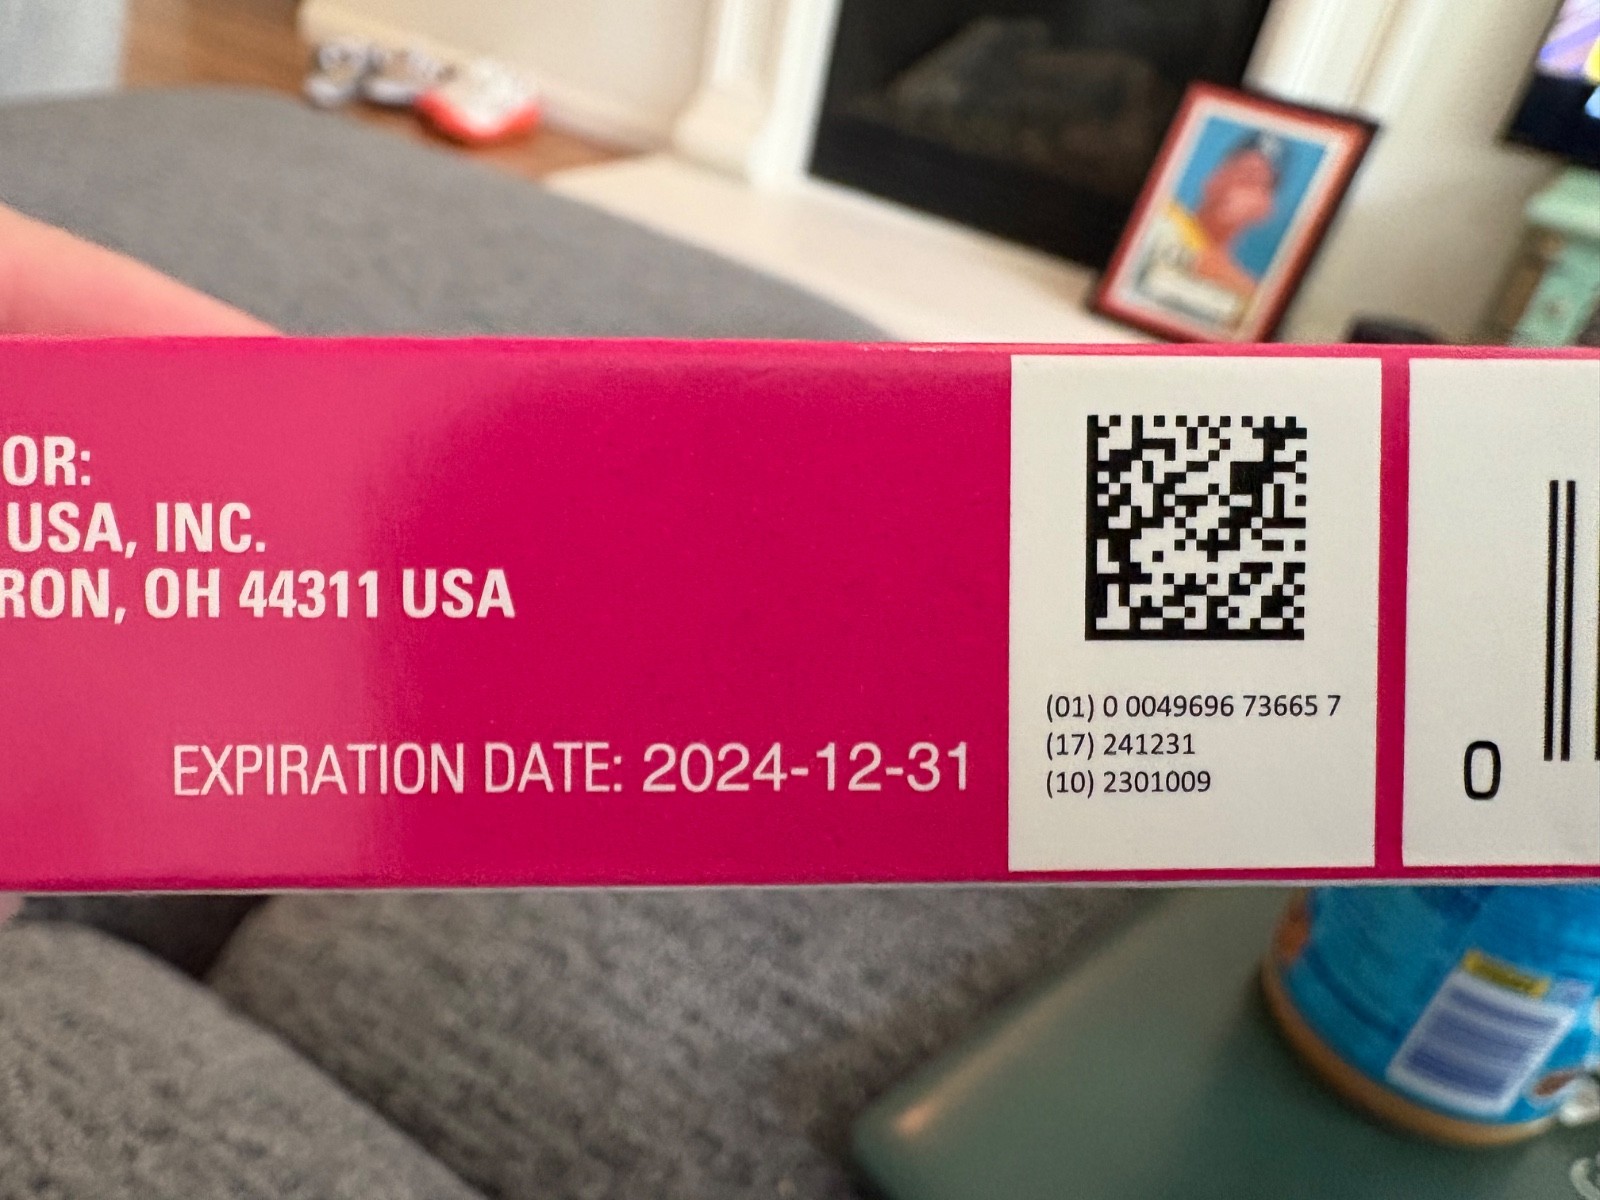 OR:
USA, INC.
RON, OH 44311 USA
EXPIRATION DATE: 2024-12-31
(01) 0 0049696 73665 7
(17) 241231
(10) 2301009
0